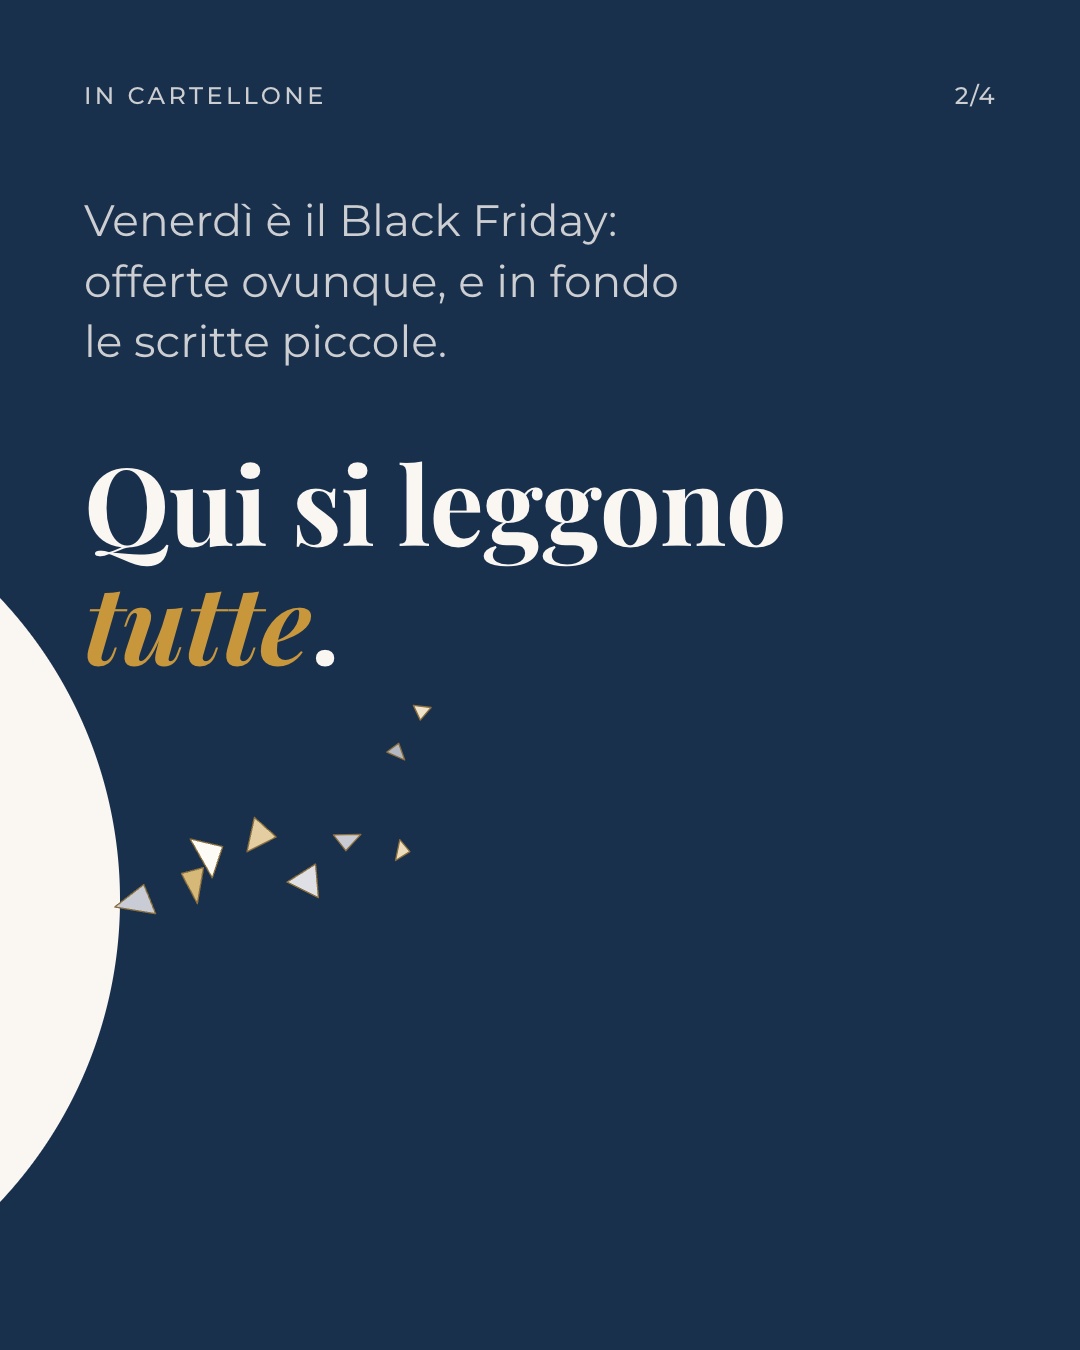 IN CARTELLONE
2/4
Venerdì è il Black Friday:
offerte ovunque, e in fondo
le scritte piccole.
Qui si leggono
tutte.